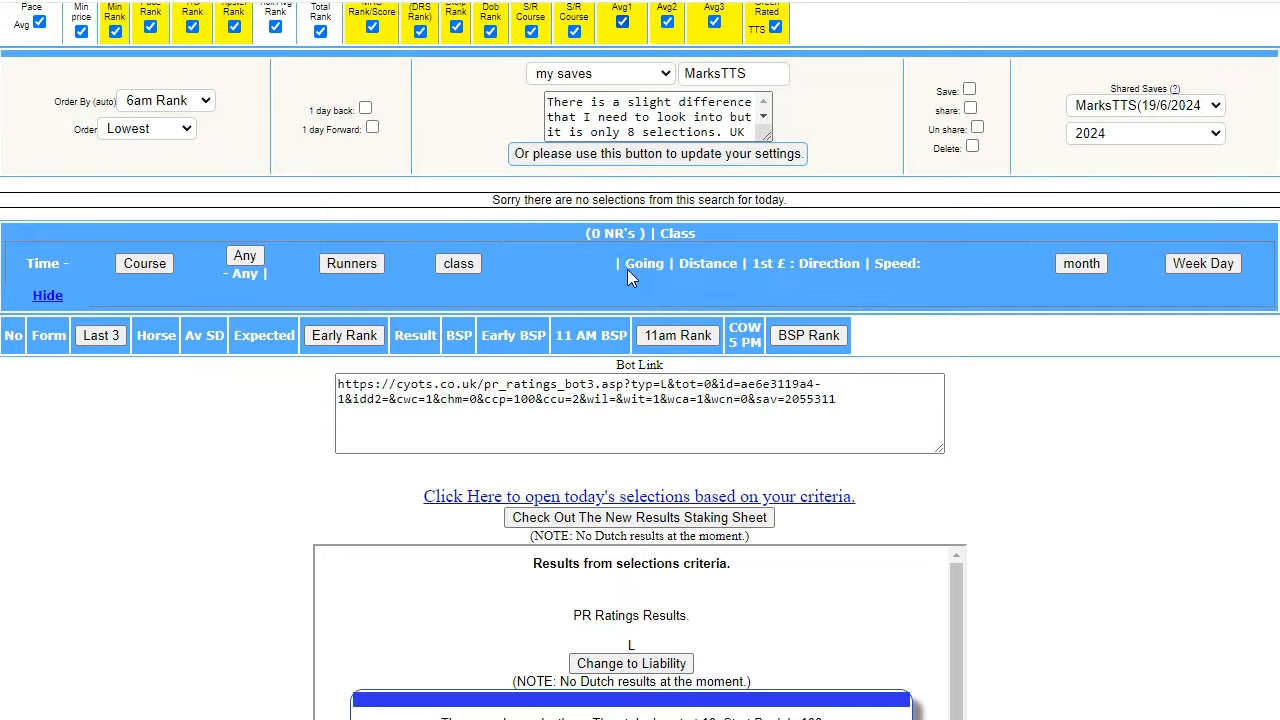 Pace
Avg
Min
price
Min
Rank
Rank
Rank
Rank
Rank
Total
Rank
Rank/Score
(DRS
Rank)
Rank
Dob
Rank
S/R
Course
S/R
Course
Avg1
Avg2
Avg3
Rated
TTS
Order By (auto) 6am Rank
Order Lowest
1 day back:
1 day Forward:
my saves
MarksTTS
There is a slight difference
that I need to look into but
it is only 8 selections. UK
Or please use this button to update your settings.
Save:
share:
Un share:
Delete:
Shared Saves (?)
MarksTTS(19/6/2024
2024
Sorry there are no selections from this search for today.
(0 NR's ) | Class
Time - Course Any - Any | Runners class | Going | Distance | 1st £ : Direction | Speed: month Week Day
Hide
No Form Last 3 Horse Av SD Expected Early Rank Result BSP Early BSP 11 AM BSP 11am Rank COW 5 PM BSP Rank
Bot Link
https://cyots.co.uk/pr_ratings_bot3.asp?typ=L&tot=0&id=ae6e3119a4-
1&idd2=&cwc=1&chm=0&ccp=100&ccu=2&wil=&wit=1&wca=1&wcn=0&sav=2055311
Click Here to open today's selections based on your criteria.
Check Out The New Results Staking Sheet
(NOTE: No Dutch results at the moment.)
Results from selections criteria.
PR Ratings Results.
L
Change to Liability
(NOTE: No Dutch results at the moment.)